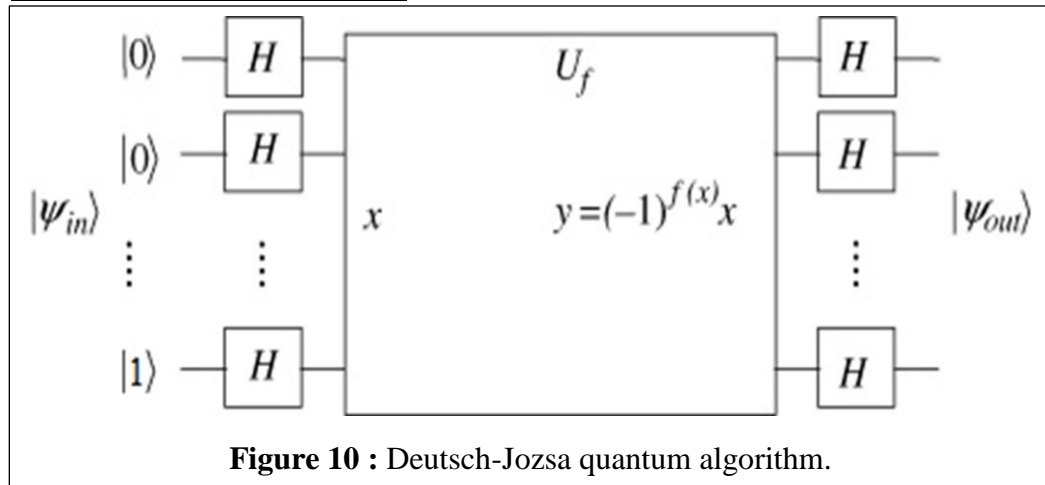 |0⟩ H H
U_f
|0⟩ H H
|ψ_in⟩ x y=(−1)^{f(x)}x |ψ_out⟩
|1⟩ H H
Figure 10 : Deutsch-Jozsa quantum algorithm.